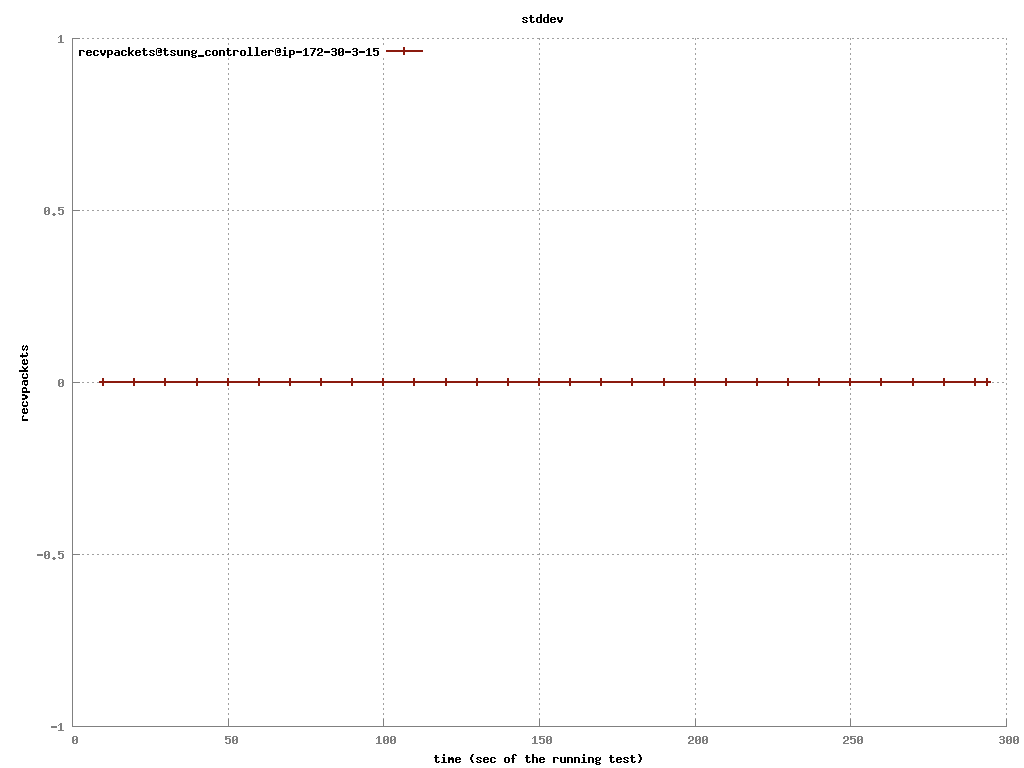 stddev
recvpackets@tsung_controller@ip-172-30-3-15
1
0.5
0
-0.5
-1
recvpackets
0 50 100 150 200 250 300
time (sec of the running test)